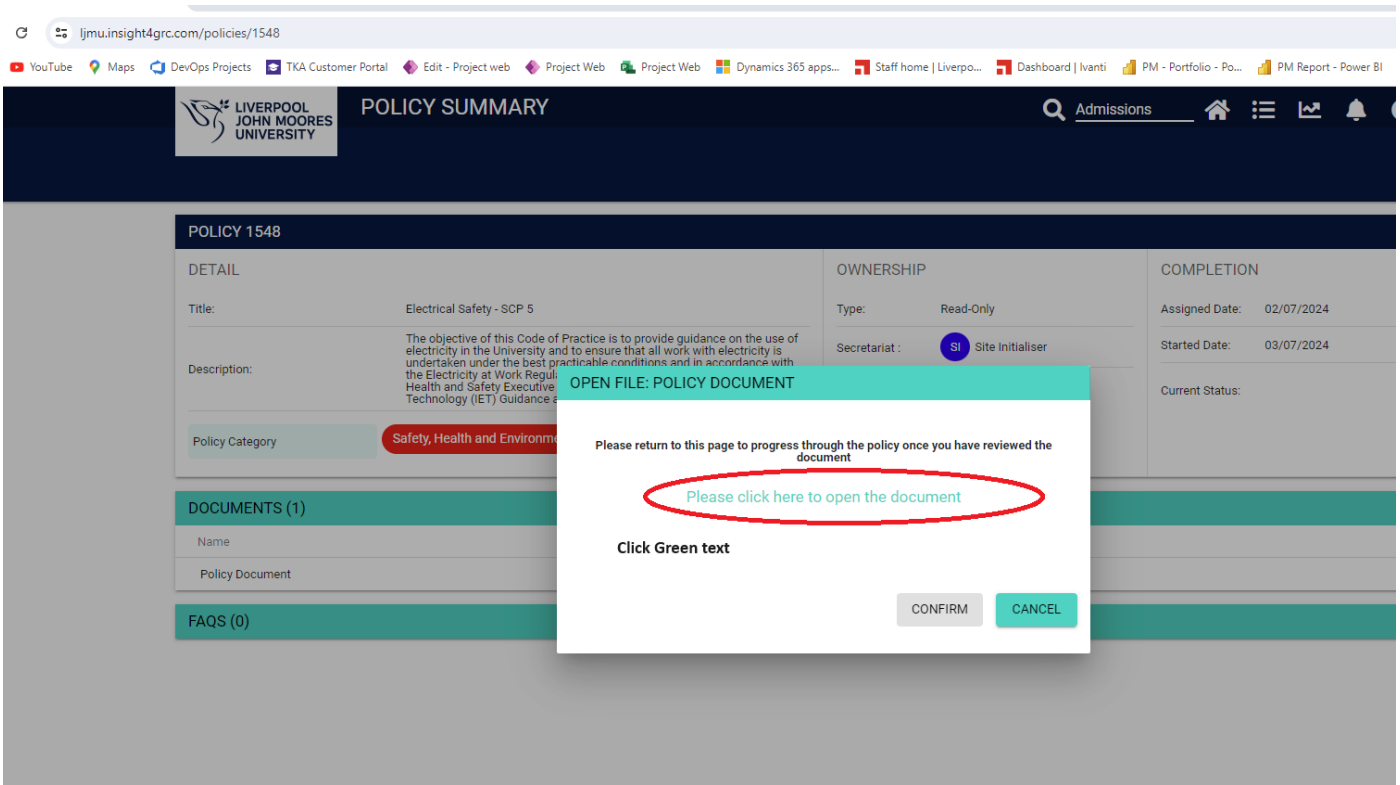 ljmu.insight4grc.com/policies/1548
YouTube Maps DevOps Projects TKA Customer Portal Edit - Project web Project Web Project Web Dynamics 365 apps... Staff home | Liverpo... Dashboard | Ivanti PM - Portfolio - Po... PM Report - Power BI
LIVERPOOL
JOHN MOORES
UNIVERSITY
POLICY SUMMARY
Admissions
POLICY 1548
DETAIL
Title: Electrical Safety - SCP 5
Description:
The objective of this Code of Practice is to provide guidance on the use of
electricity in the University and to ensure that all work with electricity is
undertaken under the best practicable conditions and in accordance with
the Electricity at Work Regul
Health and Safety Executive
Technology (IET) Guidance a
Policy Category Safety, Health and Environme
OWNERSHIP
Type: Read-Only
Secretariat : SI Site Initialiser
COMPLETION
Assigned Date: 02/07/2024
Started Date: 03/07/2024
Current Status:
DOCUMENTS (1)
Name
Policy Document
FAQS (0)
OPEN FILE: POLICY DOCUMENT
Please return to this page to progress through the policy once you have reviewed the
document
Please click here to open the document
Click Green text
CONFIRM CANCEL